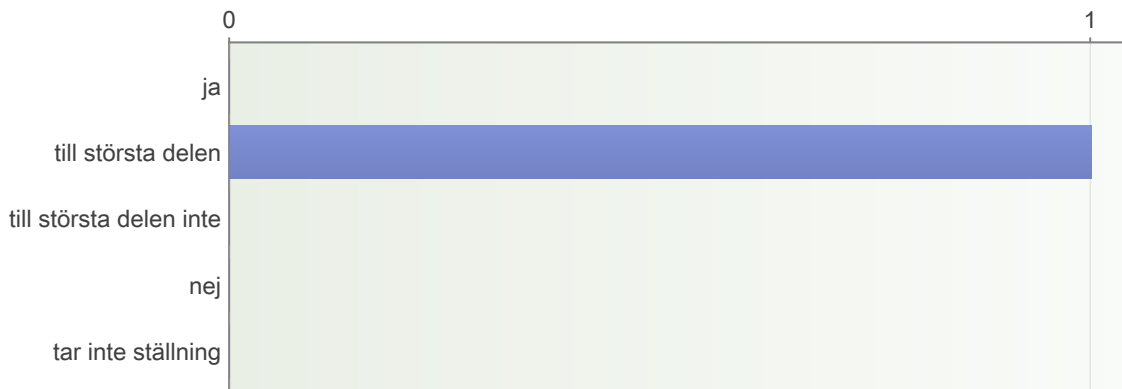 0 1
ja
till största delen
till största delen inte
nej
tar inte ställning